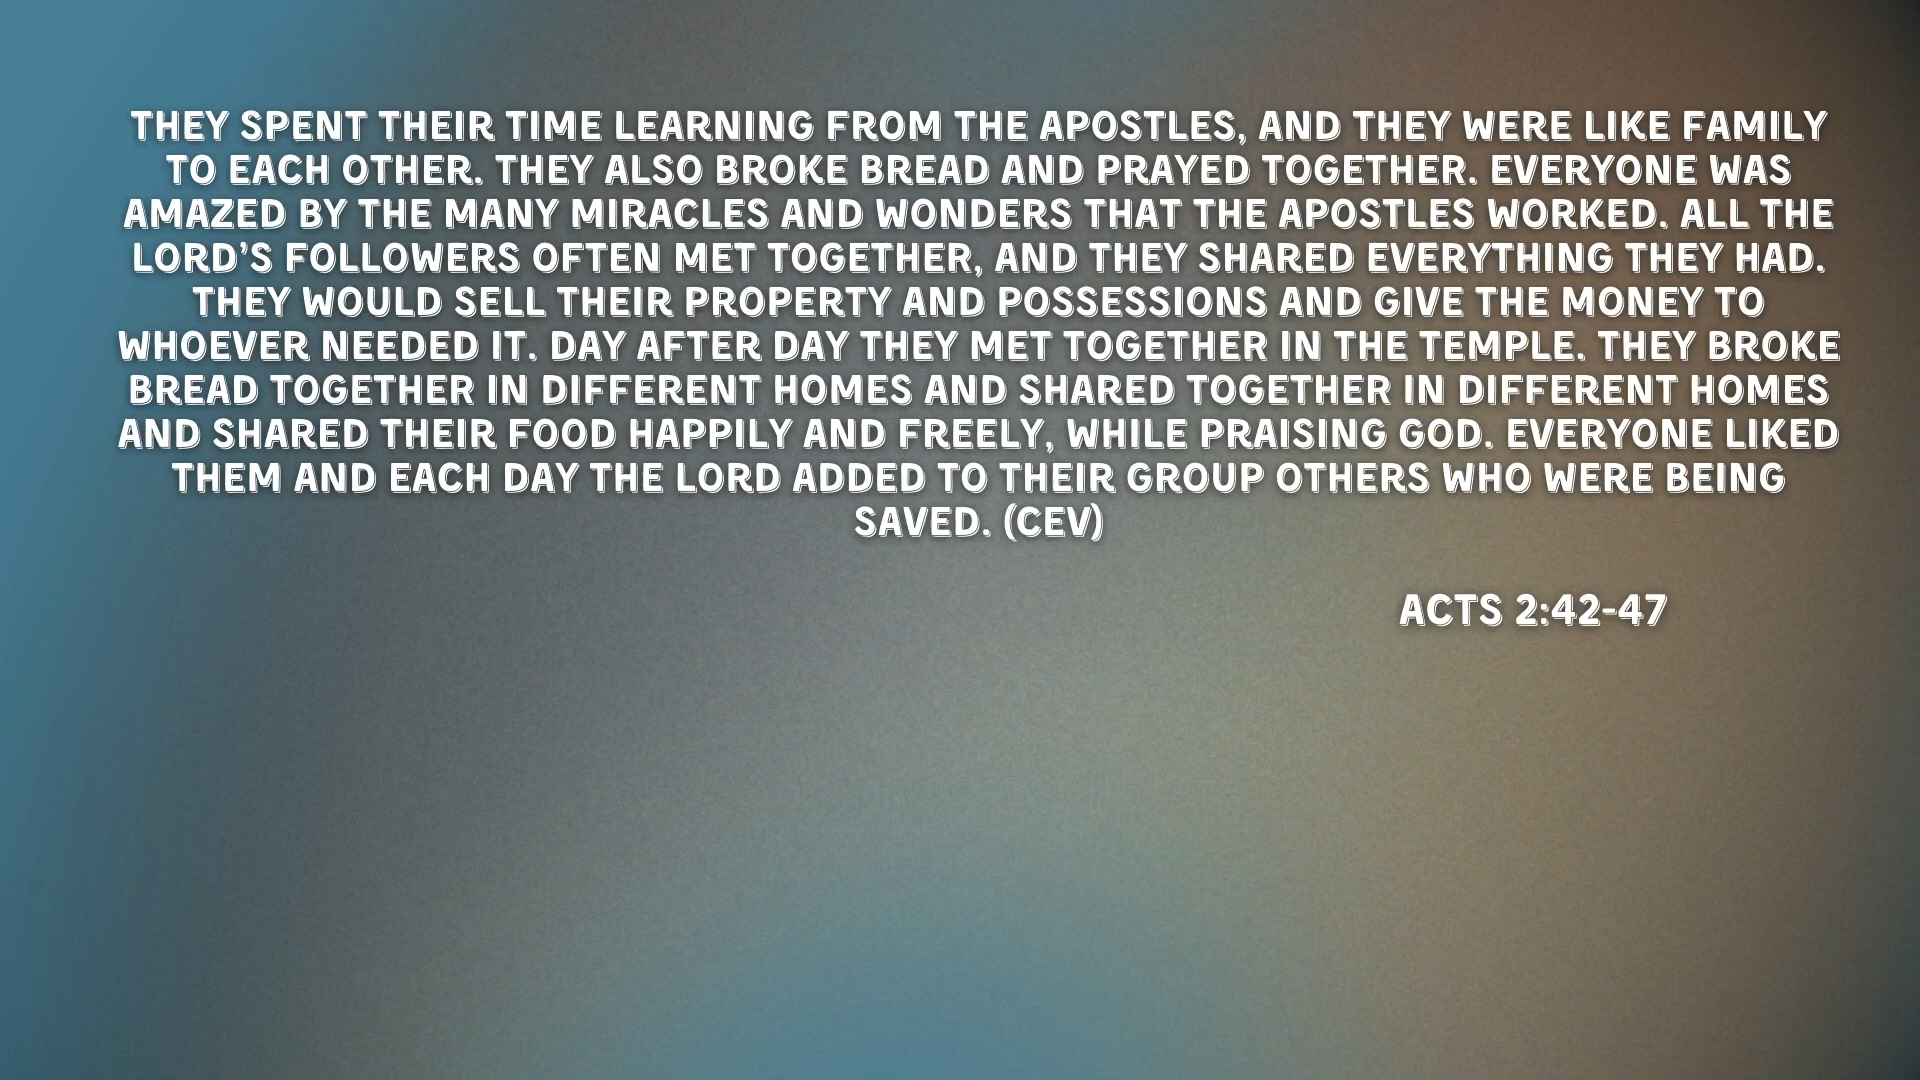 THEY SPENT THEIR TIME LEARNING FROM THE APOSTLES, AND THEY WERE LIKE FAMILY
TO EACH OTHER. THEY ALSO BROKE BREAD AND PRAYED TOGETHER. EVERYONE WAS
AMAZED BY THE MANY MIRACLES AND WONDERS THAT THE APOSTLES WORKED. ALL THE
LORD’S FOLLOWERS OFTEN MET TOGETHER, AND THEY SHARED EVERYTHING THEY HAD.
THEY WOULD SELL THEIR PROPERTY AND POSSESSIONS AND GIVE THE MONEY TO
WHOEVER NEEDED IT. DAY AFTER DAY THEY MET TOGETHER IN THE TEMPLE. THEY BROKE
BREAD TOGETHER IN DIFFERENT HOMES AND SHARED TOGETHER IN DIFFERENT HOMES
AND SHARED THEIR FOOD HAPPILY AND FREELY, WHILE PRAISING GOD. EVERYONE LIKED
THEM AND EACH DAY THE LORD ADDED TO THEIR GROUP OTHERS WHO WERE BEING
SAVED. (CEV)
ACTS 2:42-47